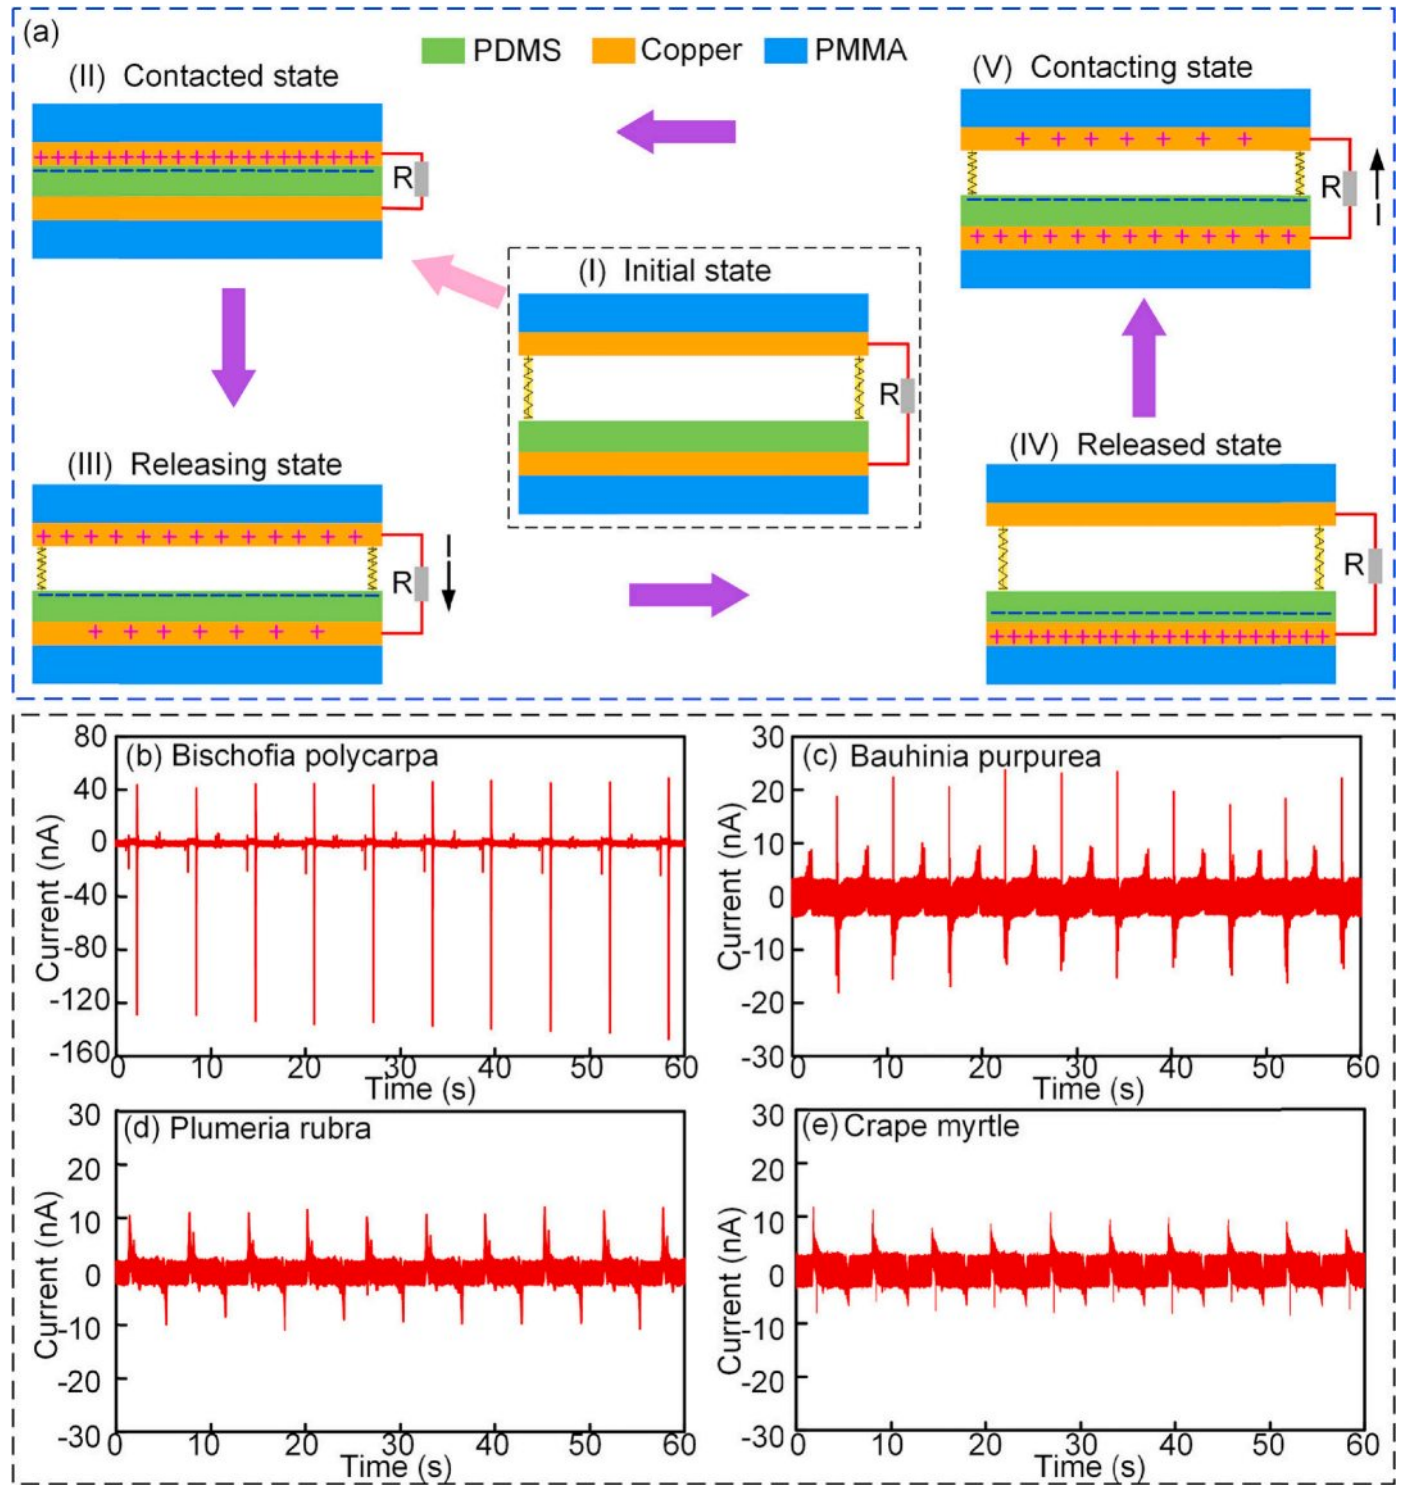 (a)
PDMS Copper PMMA
(II) Contacted state
(V) Contacting state
+++++++++++++++++++
R
+ + + + + + +
R
i
+ + + + + + + + + + + + + +
(I) Initial state
R
(III) Releasing state
+ + + + + + + + + + + + +
R
i
+ + + + + + +
(IV) Released state
R
+++++++++++++++++++
(b) Bischofia polycarpa
Current (nA)
80
40
0
-40
-80
-120
-160
0 10 20 30 40 50 60
Time (s)
(c) Bauhinia purpurea
Current (nA)
30
20
10
0
-10
-20
-30
0 10 20 30 40 50 60
Time (s)
(d) Plumeria rubra
Current (nA)
30
20
10
0
-10
-20
-30
0 10 20 30 40 50 60
Time (s)
(e) Crape myrtle
Current (nA)
30
20
10
0
-10
-20
-30
0 10 20 30 40 50 60
Time (s)